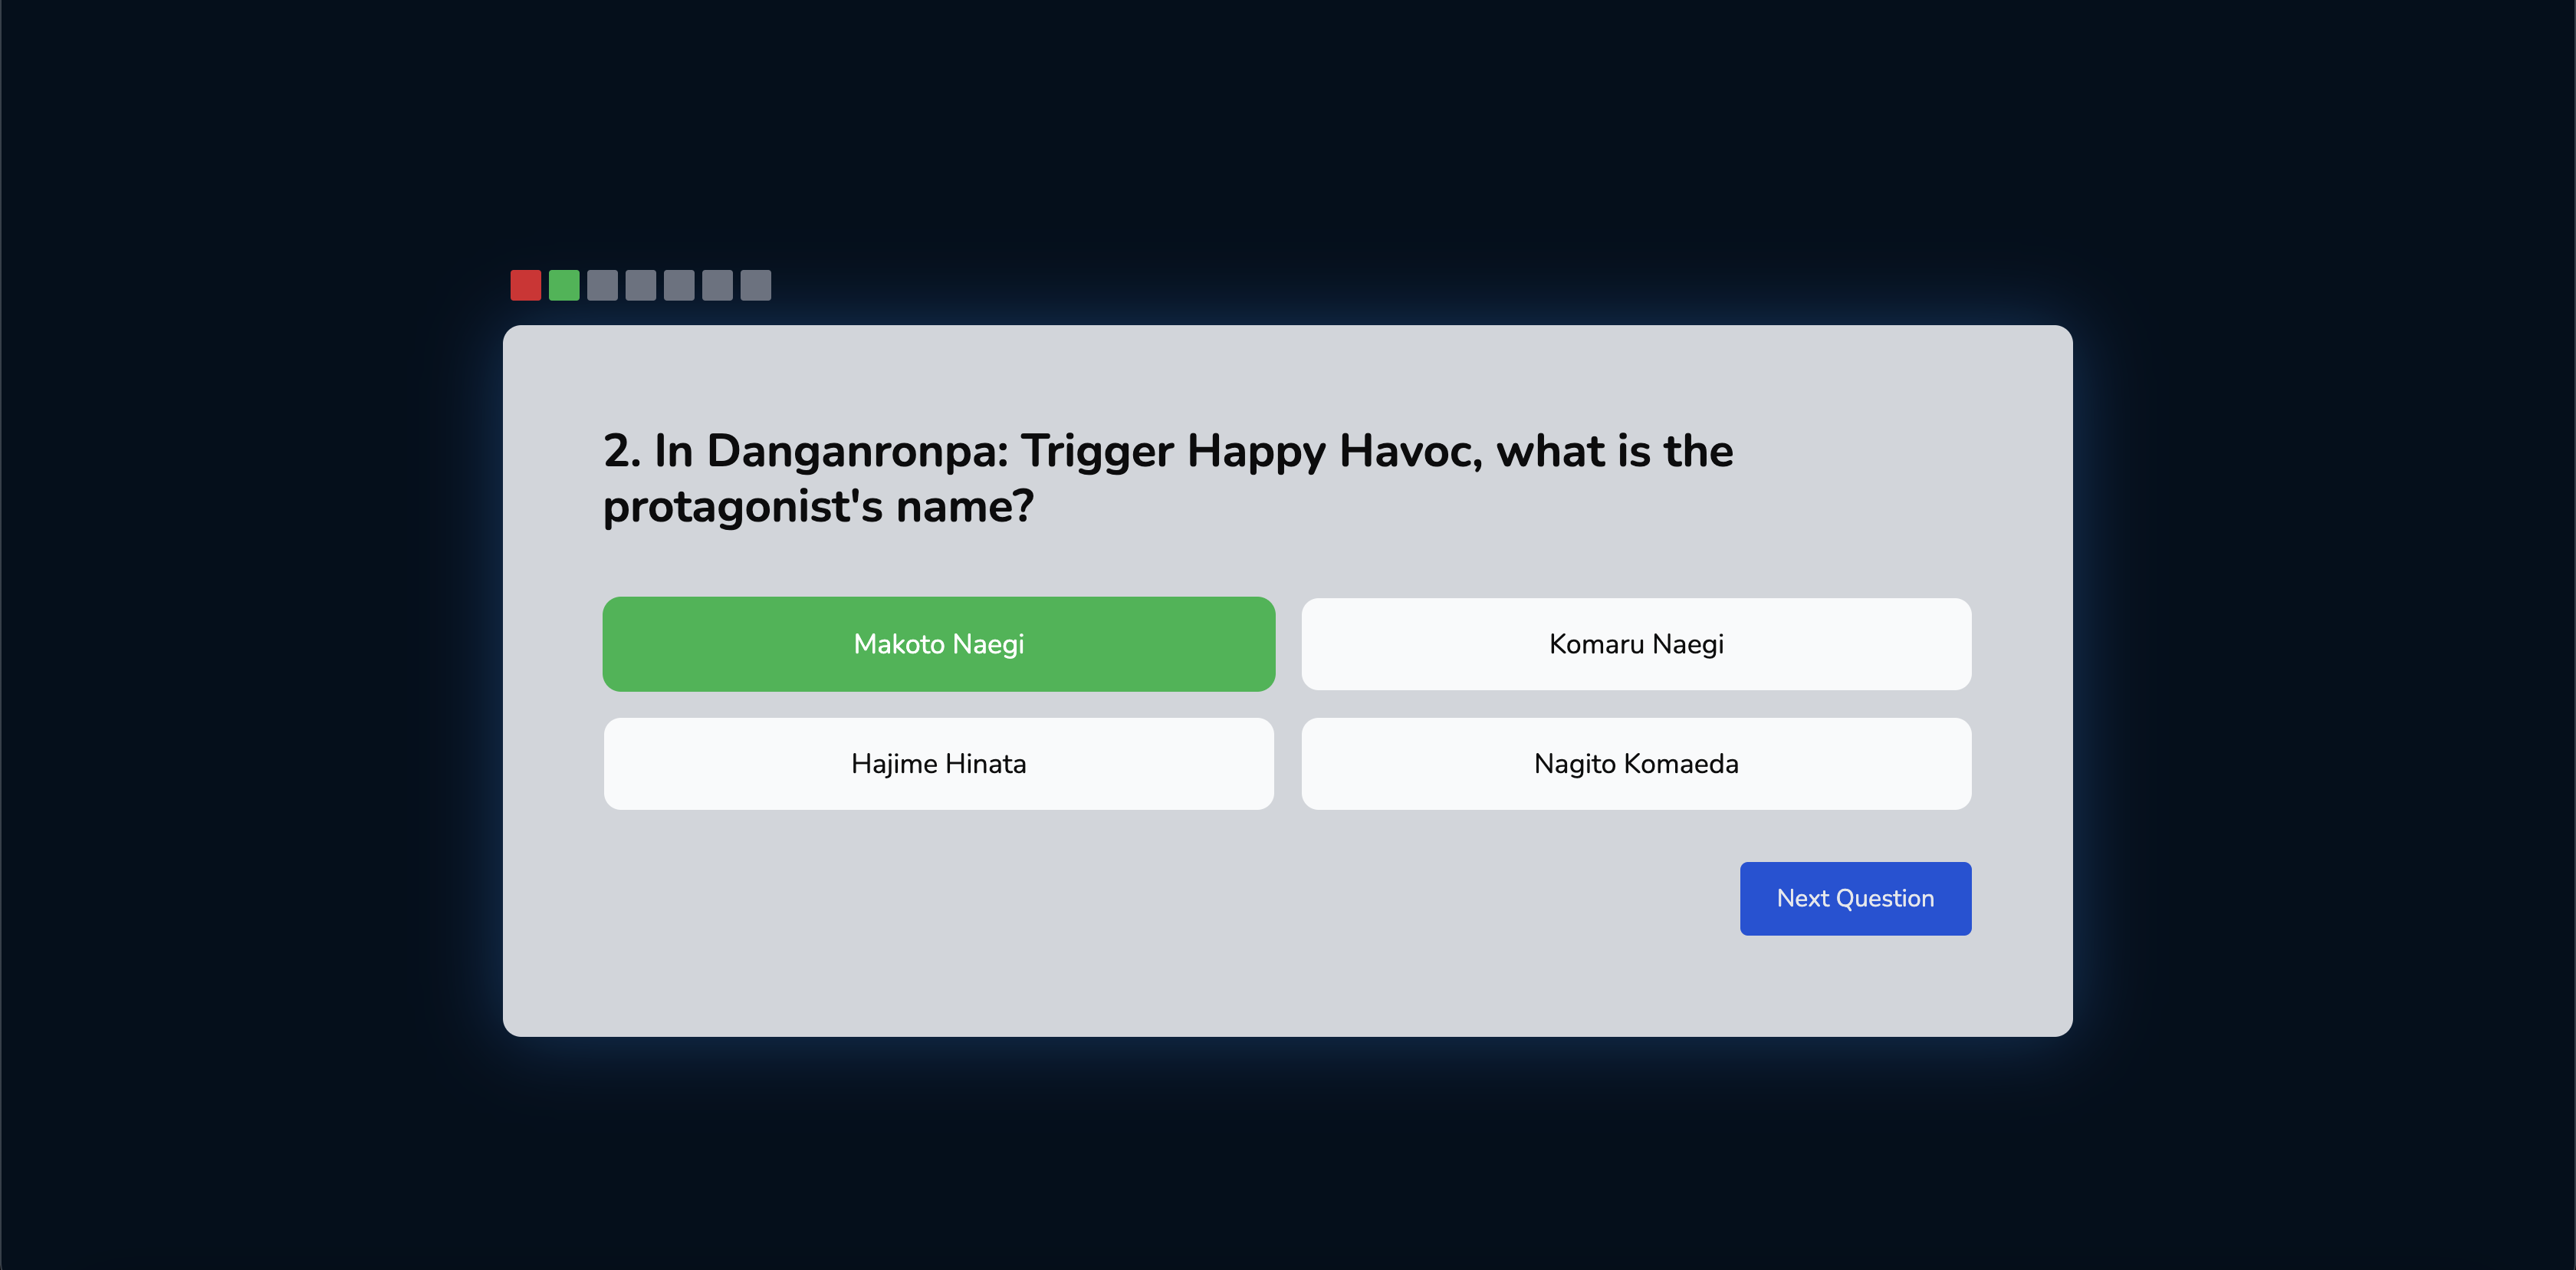 2. In Danganronpa: Trigger Happy Havoc, what is the
protagonist's name?
Makoto Naegi
Komaru Naegi
Hajime Hinata
Nagito Komaeda
Next Question